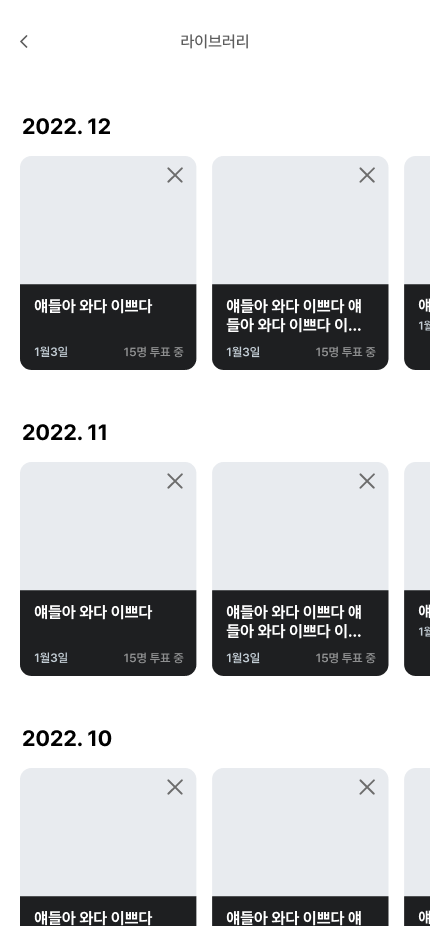 라이브러리
2022. 12
얘들아 와다 이쁘다
1월3일 15명 투표 중
얘들아 와다 이쁘다 얘
들아 와다 이쁘다 이...
1월3일 15명 투표 중
얘
2022. 11
얘들아 와다 이쁘다
1월3일 15명 투표 중
얘들아 와다 이쁘다 얘
들아 와다 이쁘다 이...
1월3일 15명 투표 중
얘
2022. 10
얘들아 와다 이쁘다
얘들아 와다 이쁘다 얘
얘